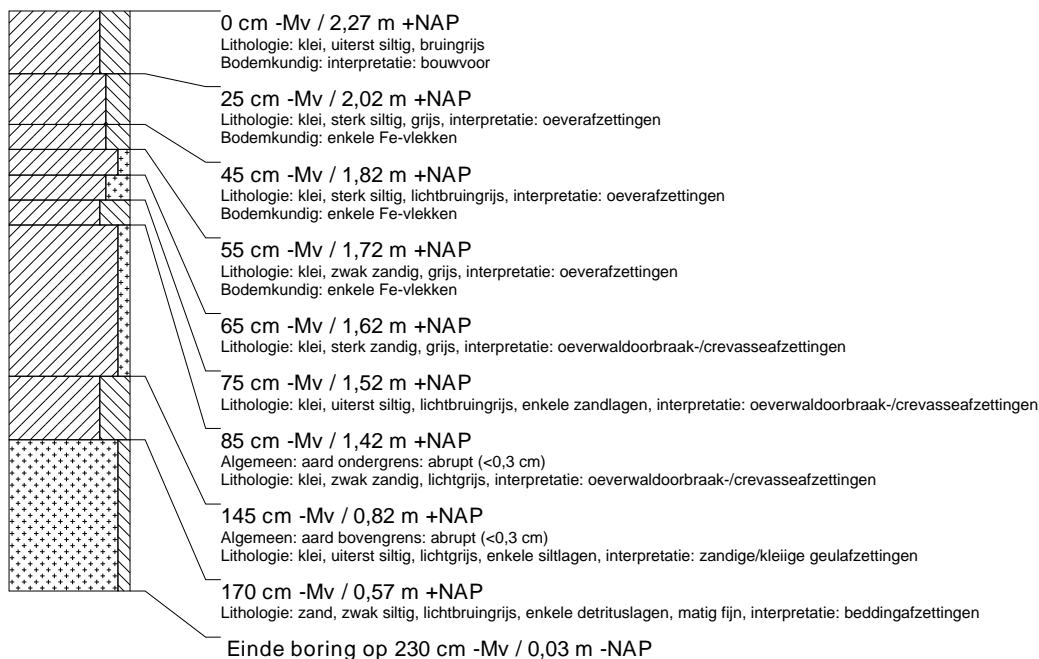 0 cm -Mv / 2,27 m +NAP
Lithologie: klei, uiterst siltig, bruingrijs
Bodemkundig: interpretatie: bouwvoor
25 cm -Mv / 2,02 m +NAP
Lithologie: klei, sterk siltig, grijs, interpretatie: oeverafzettingen
Bodemkundig: enkele Fe-vlekken
45 cm -Mv / 1,82 m +NAP
Lithologie: klei, sterk siltig, lichtbruingrijs, interpretatie: oeverafzettingen
Bodemkundig: enkele Fe-vlekken
55 cm -Mv / 1,72 m +NAP
Lithologie: klei, zwak zandig, grijs, interpretatie: oeverafzettingen
Bodemkundig: enkele Fe-vlekken
65 cm -Mv / 1,62 m +NAP
Lithologie: klei, sterk zandig, grijs, interpretatie: oeverwaldoorbraak-/crevasseafzettingen
75 cm -Mv / 1,52 m +NAP
Lithologie: klei, uiterst siltig, lichtbruingrijs, enkele zandlagen, interpretatie: oeverwaldoorbraak-/crevasseafzettingen
85 cm -Mv / 1,42 m +NAP
Algemeen: aard ondergrens: abrupt (<0,3 cm)
Lithologie: klei, zwak zandig, lichtgrijs, interpretatie: oeverwaldoorbraak-/crevasseafzettingen
145 cm -Mv / 0,82 m +NAP
Algemeen: aard bovengrens: abrupt (<0,3 cm)
Lithologie: klei, uiterst siltig, lichtgrijs, enkele siltlagen, interpretatie: zandige/kleiige geulafzettingen
170 cm -Mv / 0,57 m +NAP
Lithologie: zand, zwak siltig, lichtbruingrijs, enkele detrituslagen, matig fijn, interpretatie: beddingafzettingen
Einde boring op 230 cm -Mv / 0,03 m -NAP